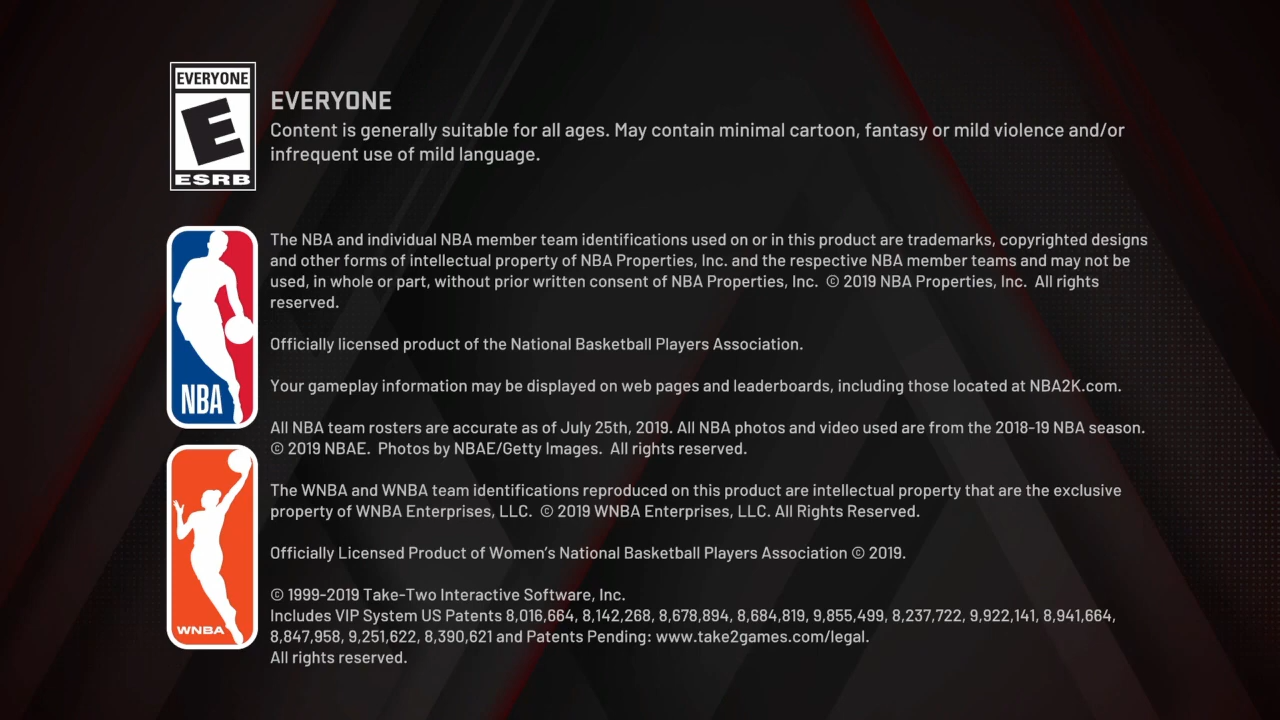 EVERYONE
E
ESRB
EVERYONE
Content is generally suitable for all ages. May contain minimal cartoon, fantasy or mild violence and/or
infrequent use of mild language.
The NBA and individual NBA member team identifications used on or in this product are trademarks, copyrighted designs
and other forms of intellectual property of NBA Properties, Inc. and the respective NBA member teams and may not be
used, in whole or part, without prior written consent of NBA Properties, Inc. © 2019 NBA Properties, Inc. All rights
reserved.
Officially licensed product of the National Basketball Players Association.
Your gameplay information may be displayed on web pages and leaderboards, including those located at NBA2K.com.
NBA
All NBA team rosters are accurate as of July 25th, 2019. All NBA photos and video used are from the 2018-19 NBA season.
© 2019 NBAE. Photos by NBAE/Getty Images. All rights reserved.
The WNBA and WNBA team identifications reproduced on this product are intellectual property that are the exclusive
property of WNBA Enterprises, LLC. © 2019 WNBA Enterprises, LLC. All Rights Reserved.
Officially Licensed Product of Women's National Basketball Players Association © 2019.
© 1999-2019 Take-Two Interactive Software, Inc.
Includes VIP System US Patents 8,016,664, 8,142,268, 8,678,894, 8,684,819, 9,855,499, 8,237,722, 9,922,141, 8,941,664,
8,847,958, 9,251,622, 8,390,621 and Patents Pending: www.take2games.com/legal.
All rights reserved.
WNBA